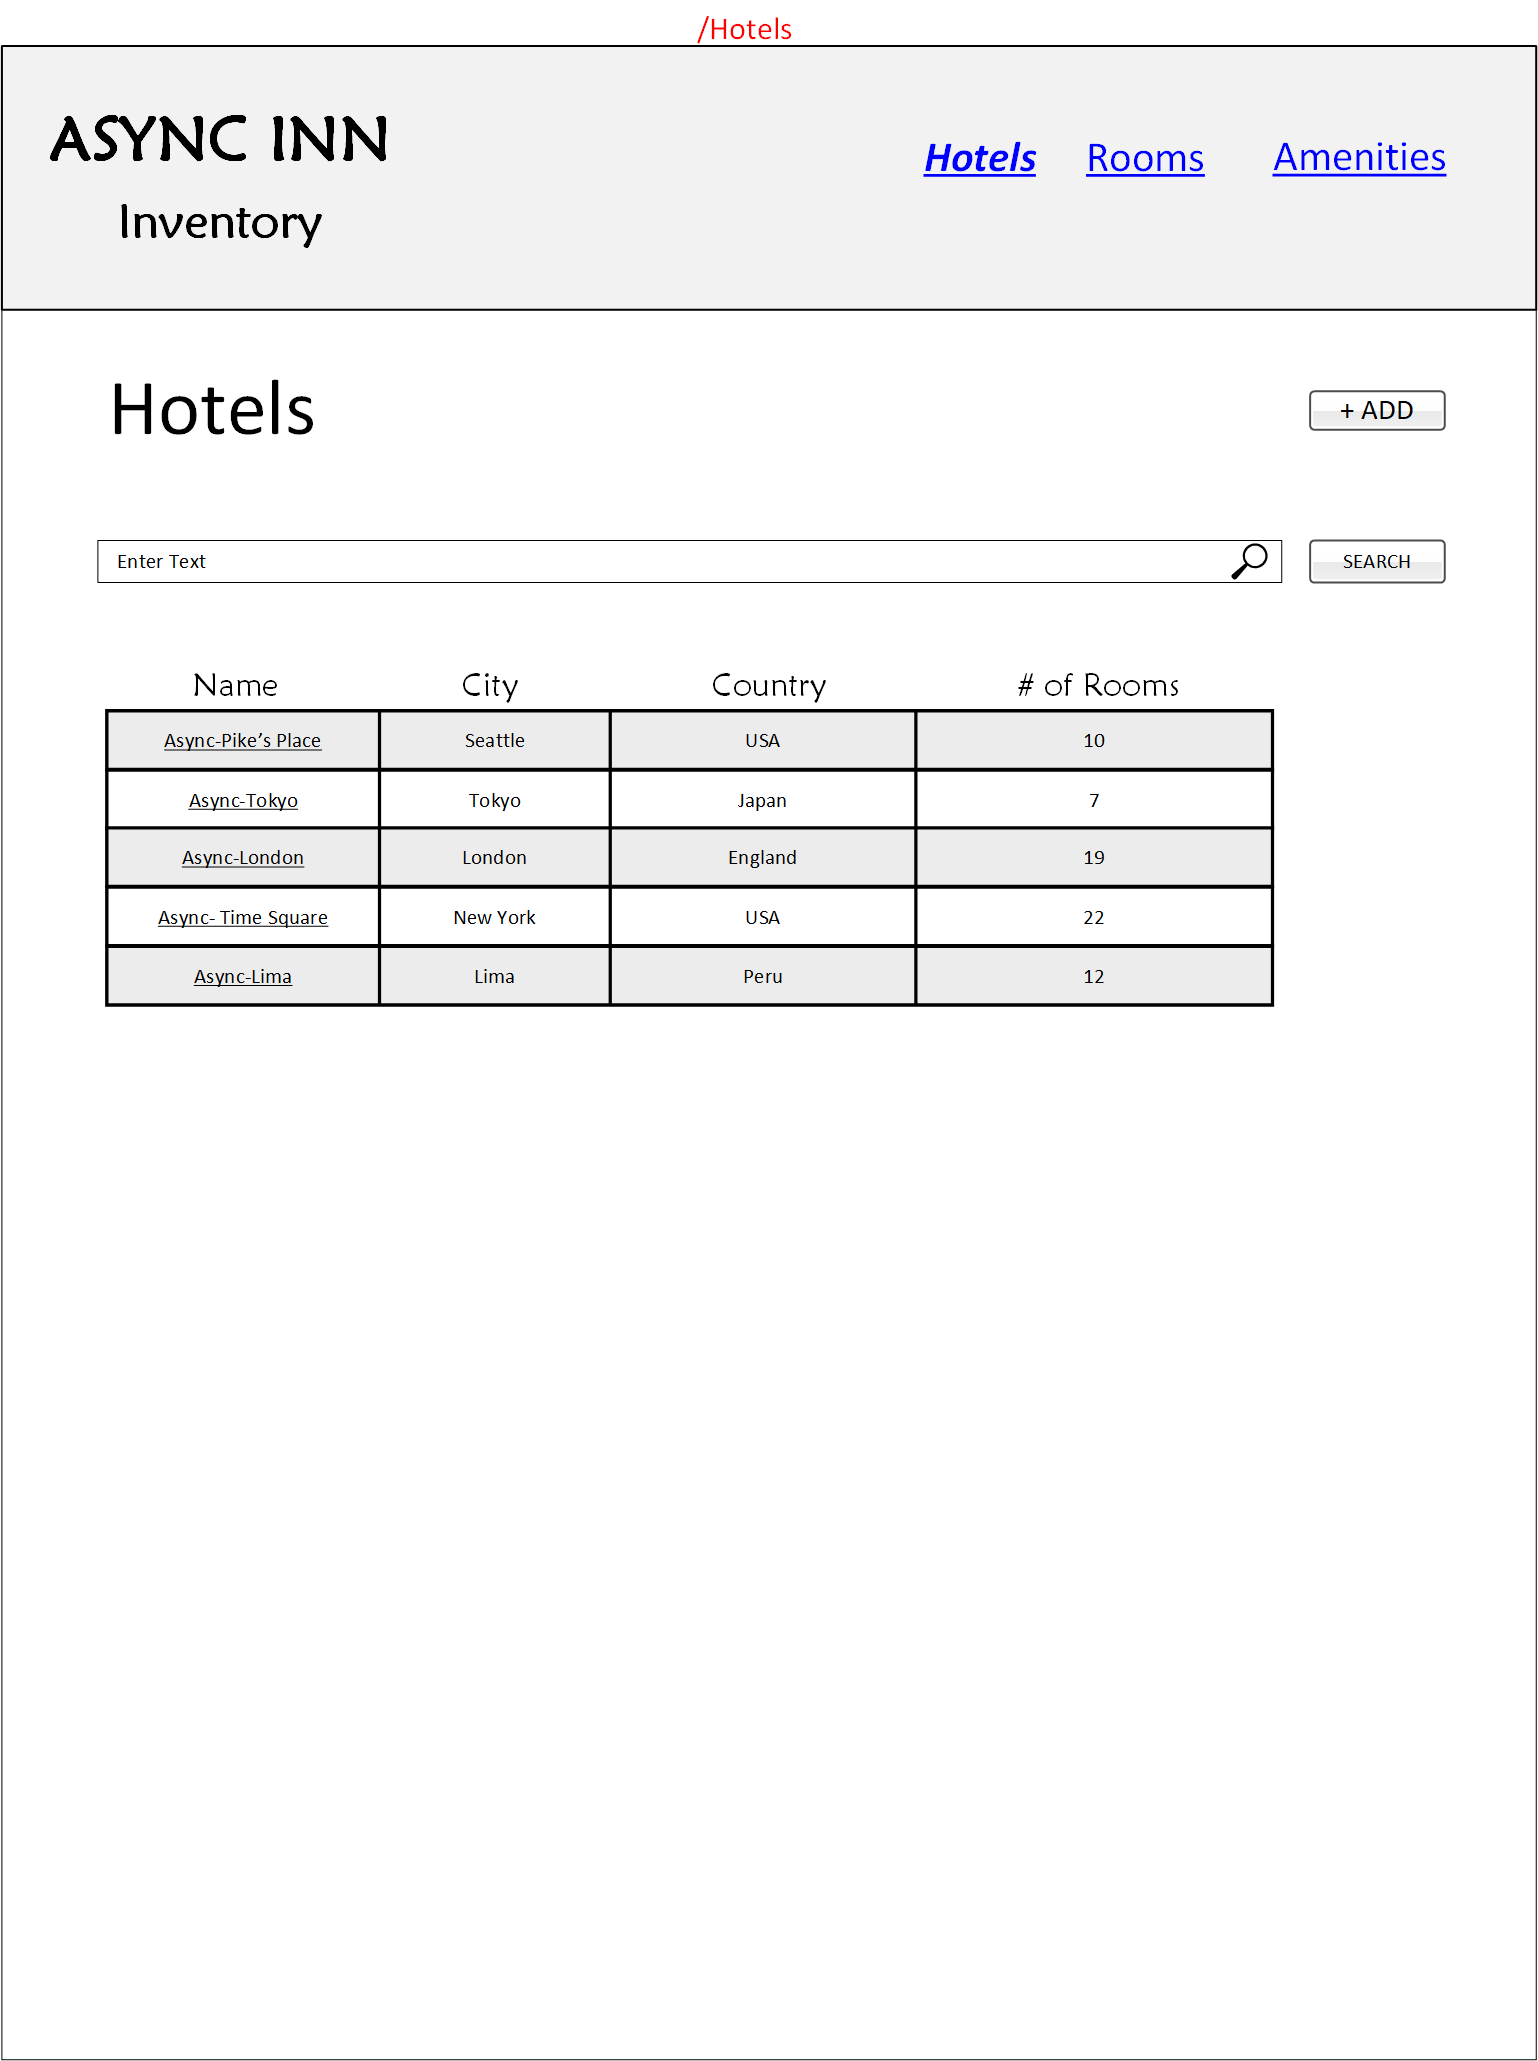 /Hotels
ASYNC INN
Inventory
Hotels Rooms Amenities
Hotels
+ ADD
Enter Text
SEARCH
Name City Country # of Rooms
Async-Pike’s Place Seattle USA 10
Async-Tokyo Tokyo Japan 7
Async-London London England 19
Async- Time Square New York USA 22
Async-Lima Lima Peru 12